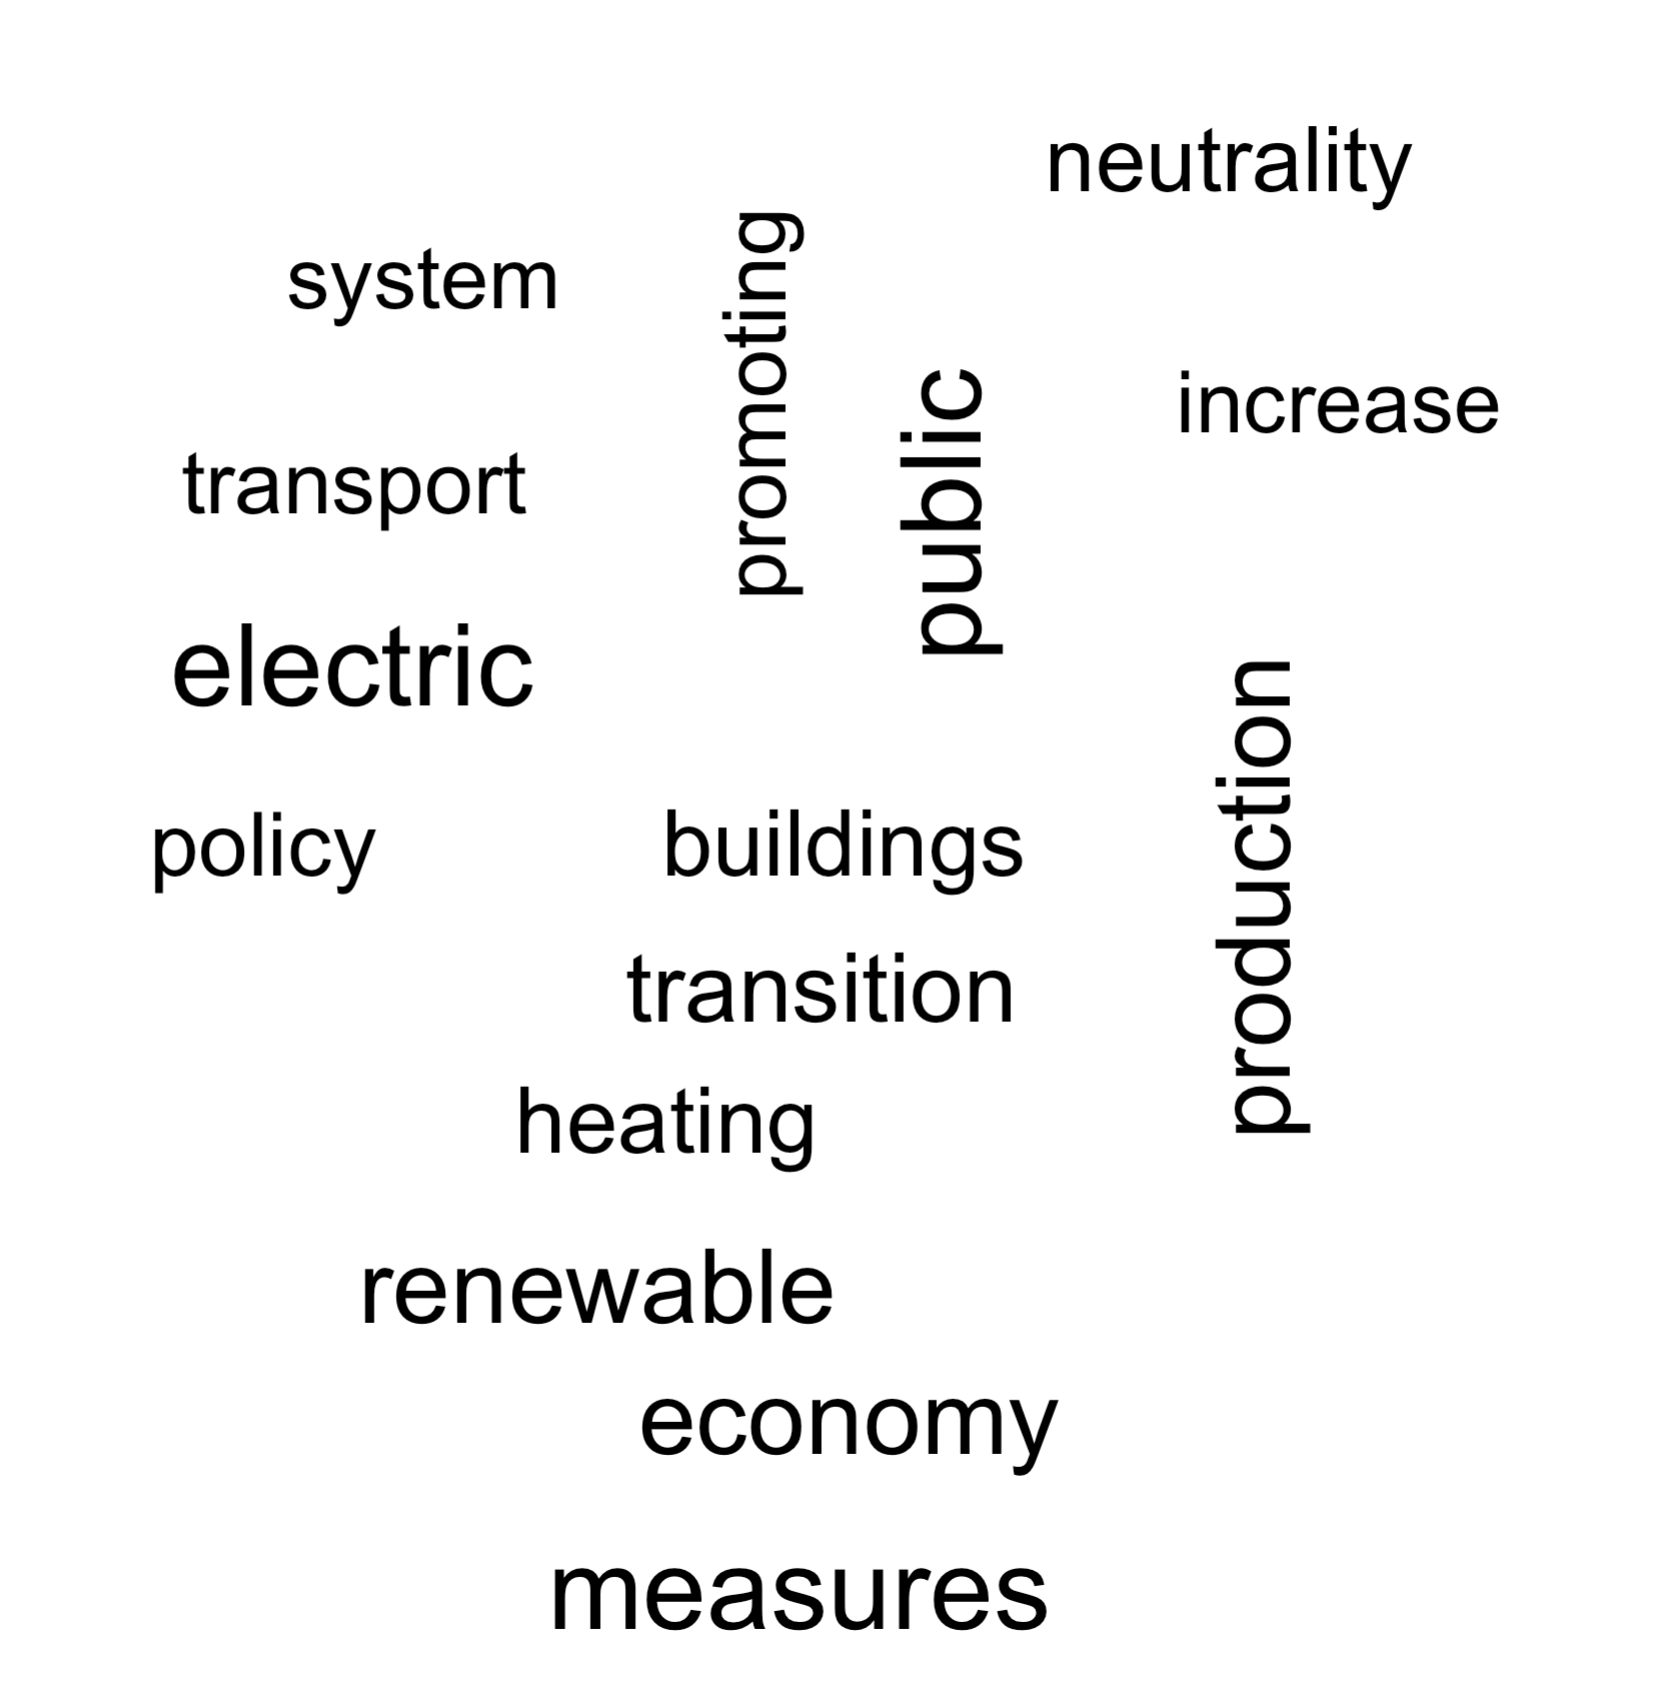 neutrality
system
promoting
public
increase
transport
electric
production
policy
buildings
transition
heating
renewable
economy
measures